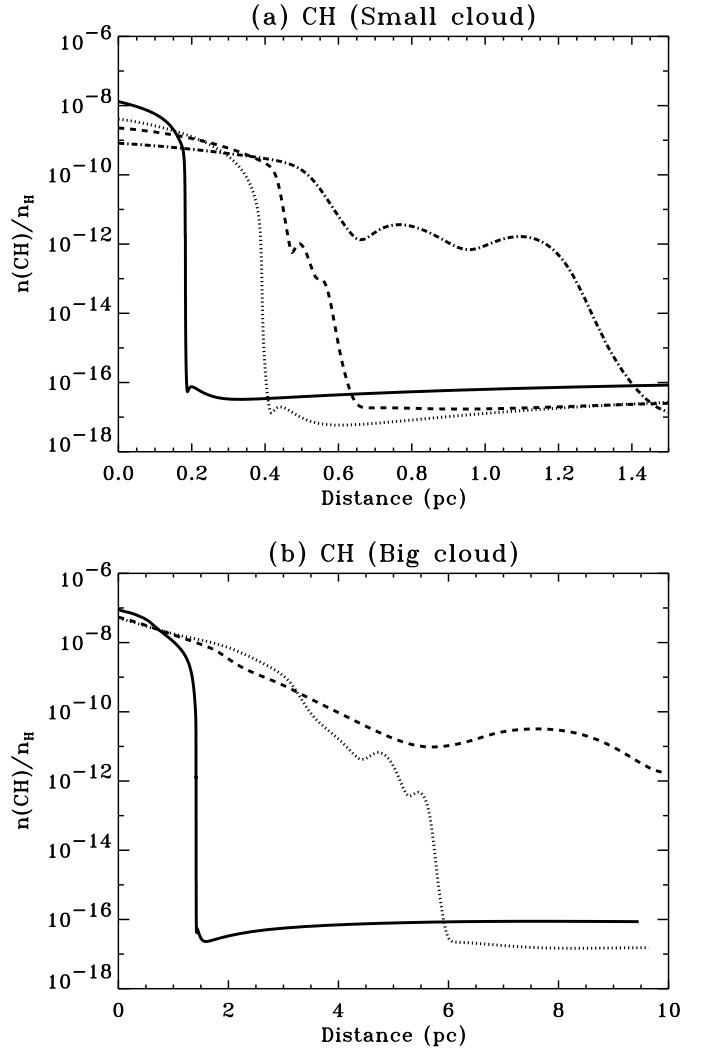 (a) CH (Small cloud)
10⁻⁶
10⁻⁸
10⁻¹⁰
10⁻¹²
10⁻¹⁴
10⁻¹⁶
10⁻¹⁸
n(CH)/n_H
0.0 0.2 0.4 0.6 0.8 1.0 1.2 1.4
Distance (pc)
(b) CH (Big cloud)
10⁻⁶
10⁻⁸
10⁻¹⁰
10⁻¹²
10⁻¹⁴
10⁻¹⁶
10⁻¹⁸
n(CH)/n_H
0 2 4 6 8 10
Distance (pc)